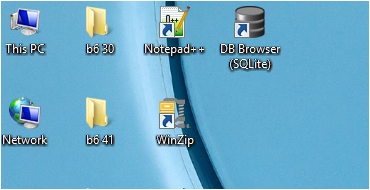 This PC
b6 30
Notepad++
DB Browser
(SQLite)
Network
b6 41
WinZip